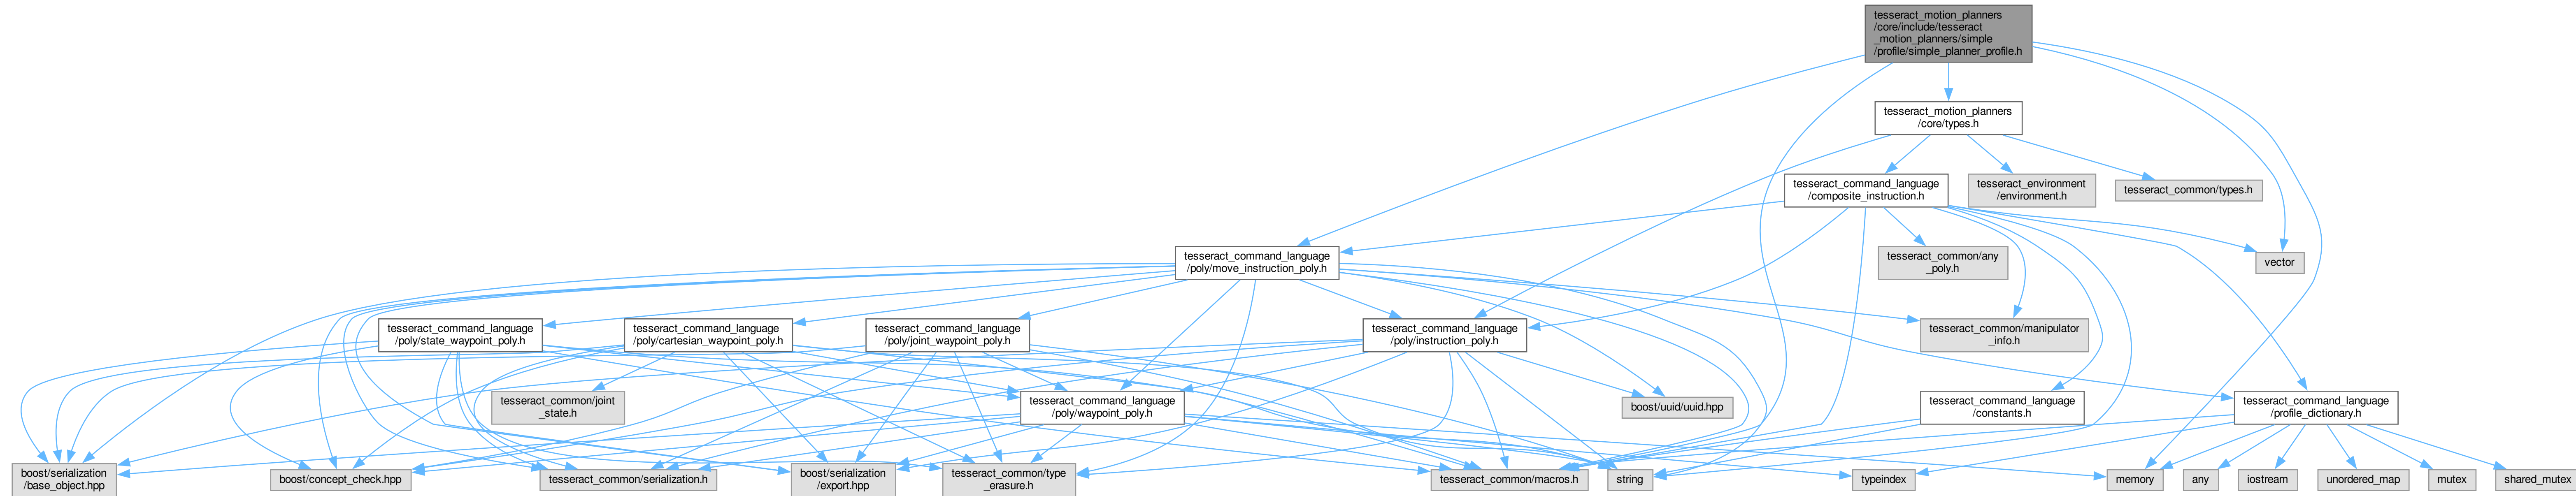 tesseract_motion_planners
/core/include/tesseract
_motion_planners/simple
/profile/simple_planner_profile.h
tesseract_motion_planners
/core/types.h
tesseract_command_language
/composite_instruction.h
tesseract_environment
/environment.h
tesseract_common/types.h
tesseract_command_language
/poly/move_instruction_poly.h
tesseract_common/any
_poly.h
vector
tesseract_command_language
/poly/state_waypoint_poly.h
tesseract_command_language
/poly/cartesian_waypoint_poly.h
tesseract_command_language
/poly/joint_waypoint_poly.h
tesseract_command_language
/poly/instruction_poly.h
tesseract_common/manipulator
_info.h
tesseract_common/joint
_state.h
tesseract_command_language
/poly/waypoint_poly.h
boost/uuid/uuid.hpp
tesseract_command_language
/constants.h
tesseract_command_language
/profile_dictionary.h
boost/serialization
/base_object.hpp
boost/concept_check.hpp
tesseract_common/serialization.h
boost/serialization
/export.hpp
tesseract_common/type
_erasure.h
tesseract_common/macros.h
string
typeindex
memory
any
iostream
unordered_map
mutex
shared_mutex